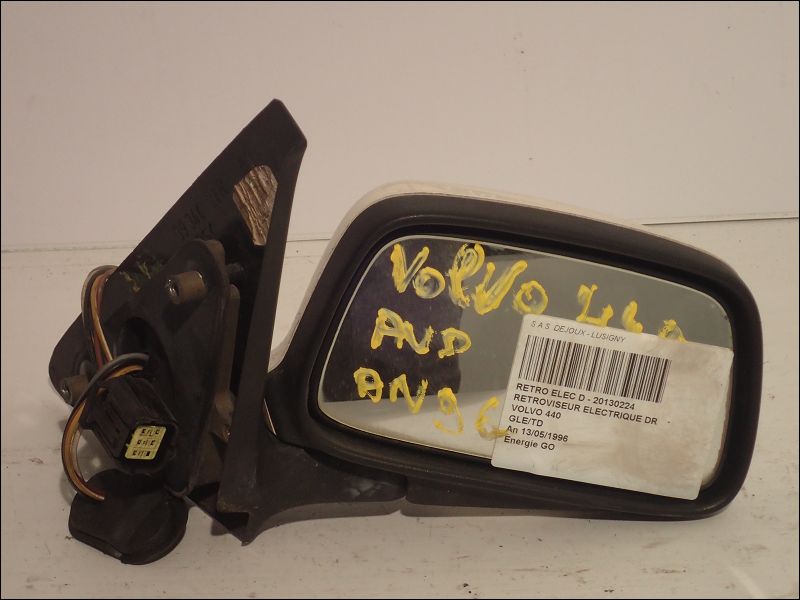 VOLVO 440
AVD
AN96
S A S DEJOUX - LUSIGNY
RETRO ELEC D - 20130224
RETROVISEUR ELECTRIQUE DR
VOLVO 440
GLE/TD
An 13/05/1996
Energie GO